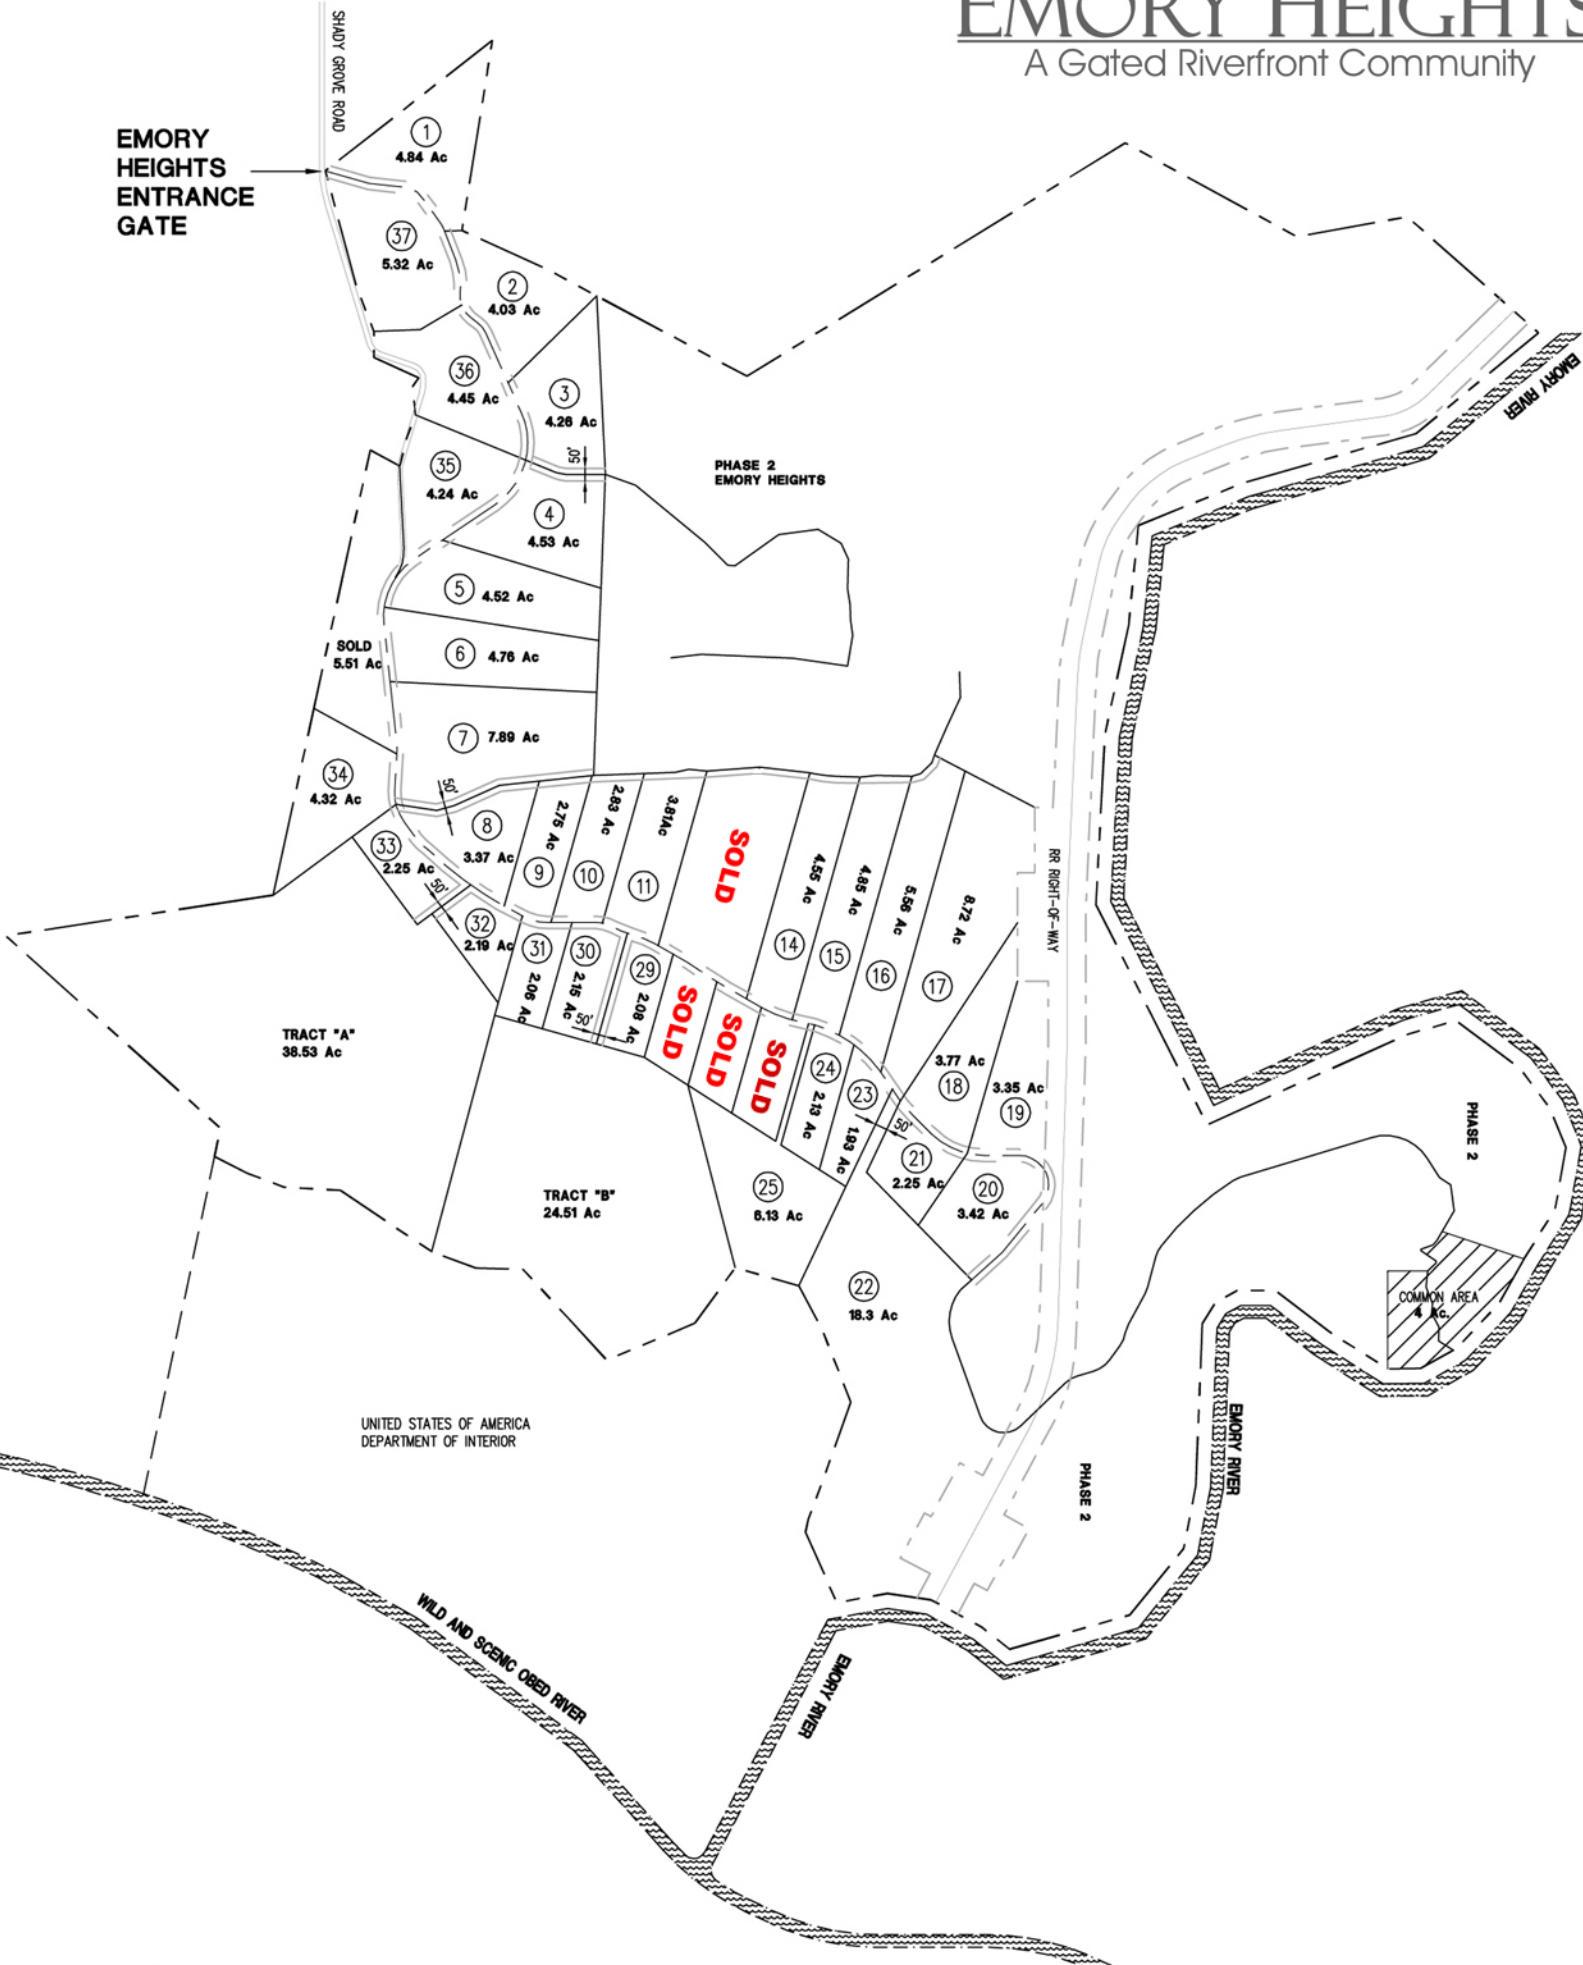 EMORY HEIGHTS
A Gated Riverfront Community
SHADY GROVE ROAD
EMORY
HEIGHTS
ENTRANCE
GATE
1
4.84 Ac
37
5.32 Ac
2
4.03 Ac
36
4.45 Ac
3
4.26 Ac
EMORY RIVER
35
4.24 Ac
50'
PHASE 2
EMORY HEIGHTS
4
4.53 Ac
5 4.52 Ac
SOLD
5.51 Ac
6 4.76 Ac
7 7.89 Ac
34
4.32 Ac
50'
8
3.37 Ac
2.75 Ac
9
2.83 Ac
10
3.81Ac
11
SOLD
4.55 Ac
14
4.85 Ac
15
5.56 Ac
16
8.72 Ac
17
RR RIGHT-OF-WAY
33
2.25 Ac
50'
32
2.19 Ac
31
2.06 Ac
30
2.15 Ac
50'
29
2.08 Ac
SOLD
SOLD
SOLD
24
2.13 Ac
23
1.93 Ac
3.77 Ac
18
3.35 Ac
19
50'
21
2.25 Ac
20
3.42 Ac
TRACT "A"
38.53 Ac
TRACT "B"
24.51 Ac
25
6.13 Ac
22
18.3 Ac
PHASE 2
COMMON AREA
4 Ac.
EMORY RIVER
PHASE 2
UNITED STATES OF AMERICA
DEPARTMENT OF INTERIOR
WILD AND SCENIC OBED RIVER
EMORY RIVER